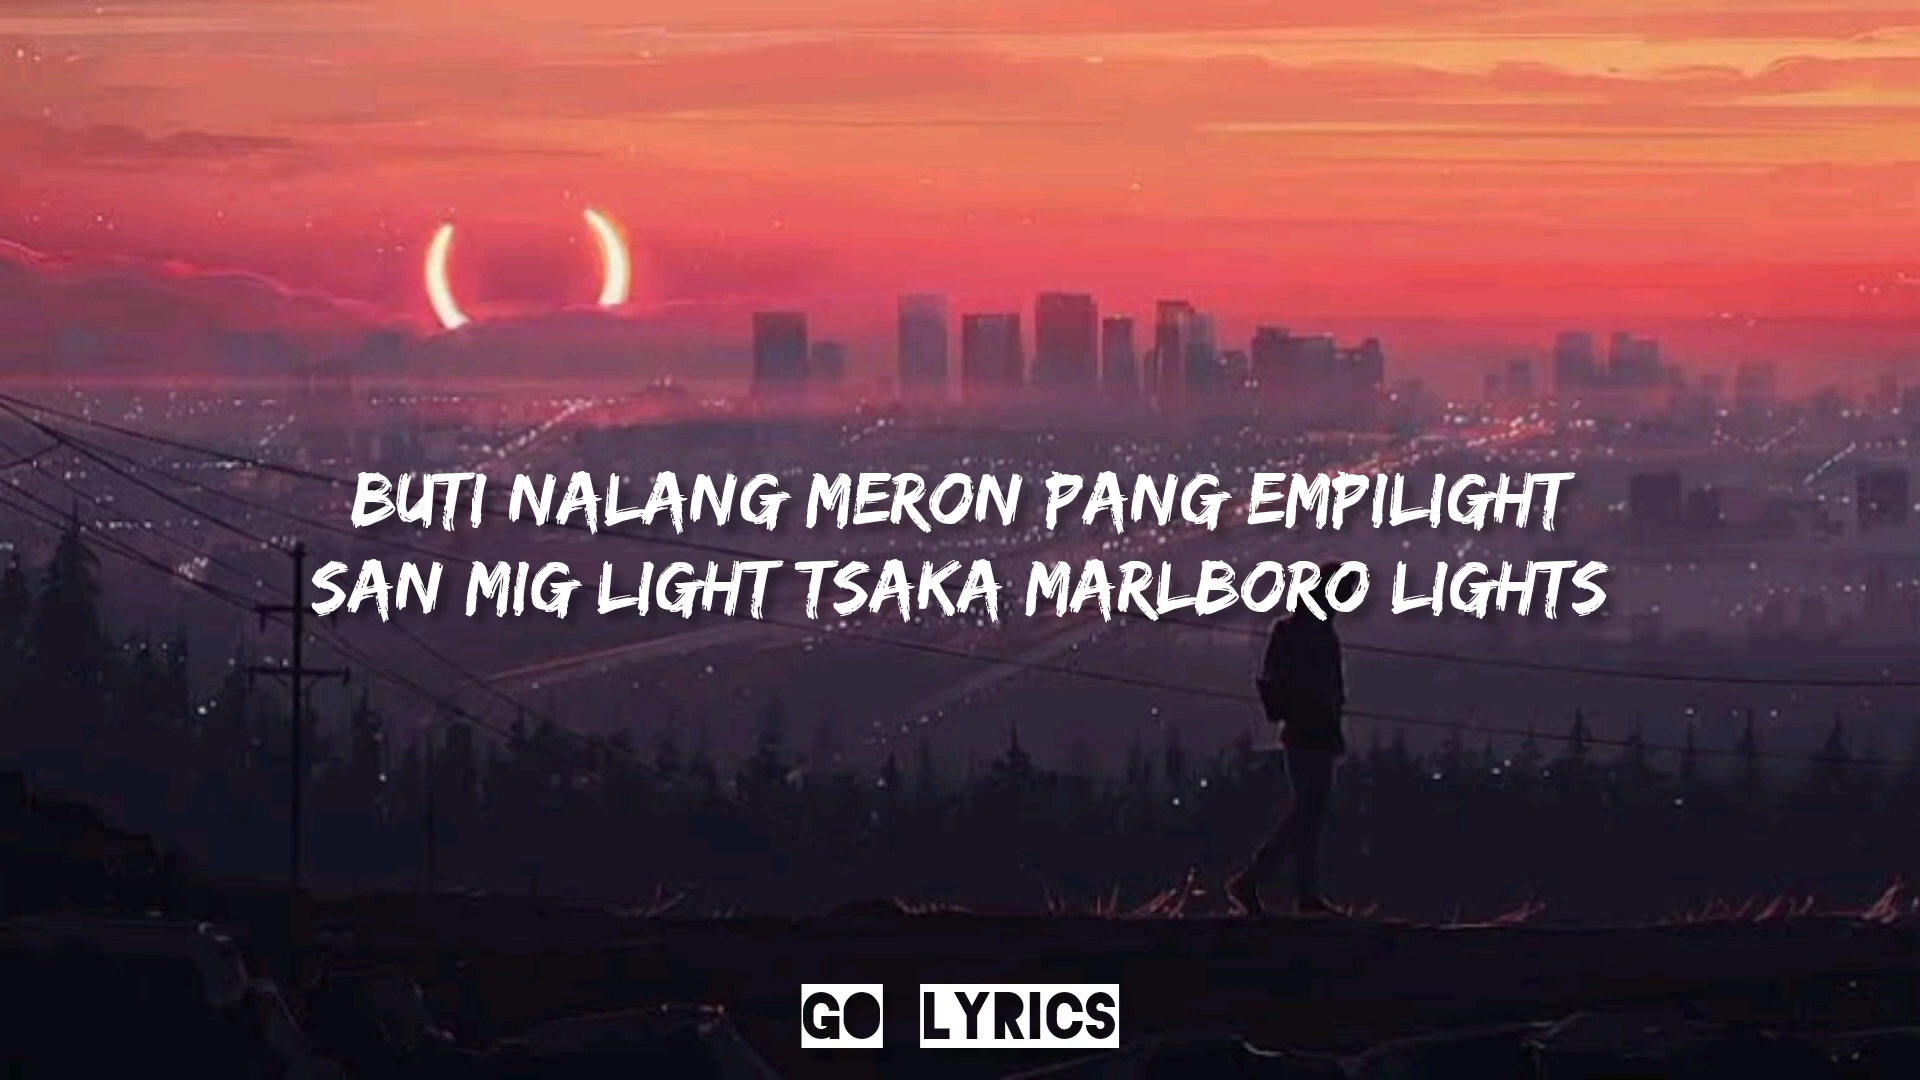 BUTI NALANG MERON PANG EMPILIGHT
SAN MIG LIGHT TSAKA MARLBORO LIGHTS
GO LYRICS